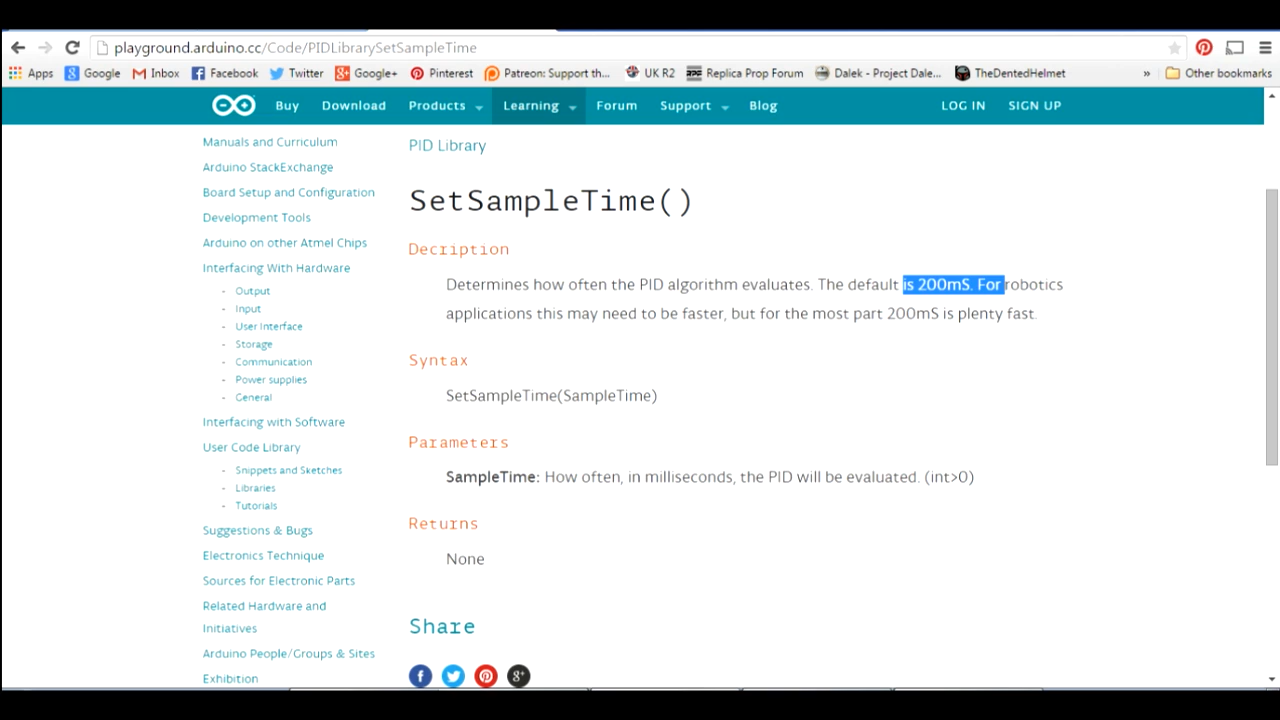 playground.arduino.cc/Code/PIDLibrarySetSampleTime
Apps Google Inbox Facebook Twitter Google+ Pinterest Patreon: Support th... UK R2 Replica Prop Forum Dalek - Project Dale... TheDentedHelmet » Other bookmarks
Buy Download Products Learning Forum Support Blog LOG IN SIGN UP
Manuals and Curriculum
Arduino StackExchange
Board Setup and Configuration
Development Tools
Arduino on other Atmel Chips
Interfacing With Hardware
- Output
- Input
- User Interface
- Storage
- Communication
- Power supplies
- General
Interfacing with Software
User Code Library
- Snippets and Sketches
- Libraries
- Tutorials
Suggestions & Bugs
Electronics Technique
Sources for Electronic Parts
Related Hardware and
Initiatives
Arduino People/Groups & Sites
Exhibition
PID Library
SetSampleTime()
Decription
Determines how often the PID algorithm evaluates. The default is 200mS. For robotics
applications this may need to be faster, but for the most part 200mS is plenty fast.
Syntax
SetSampleTime(SampleTime)
Parameters
SampleTime: How often, in milliseconds, the PID will be evaluated. (int>0)
Returns
None
Share